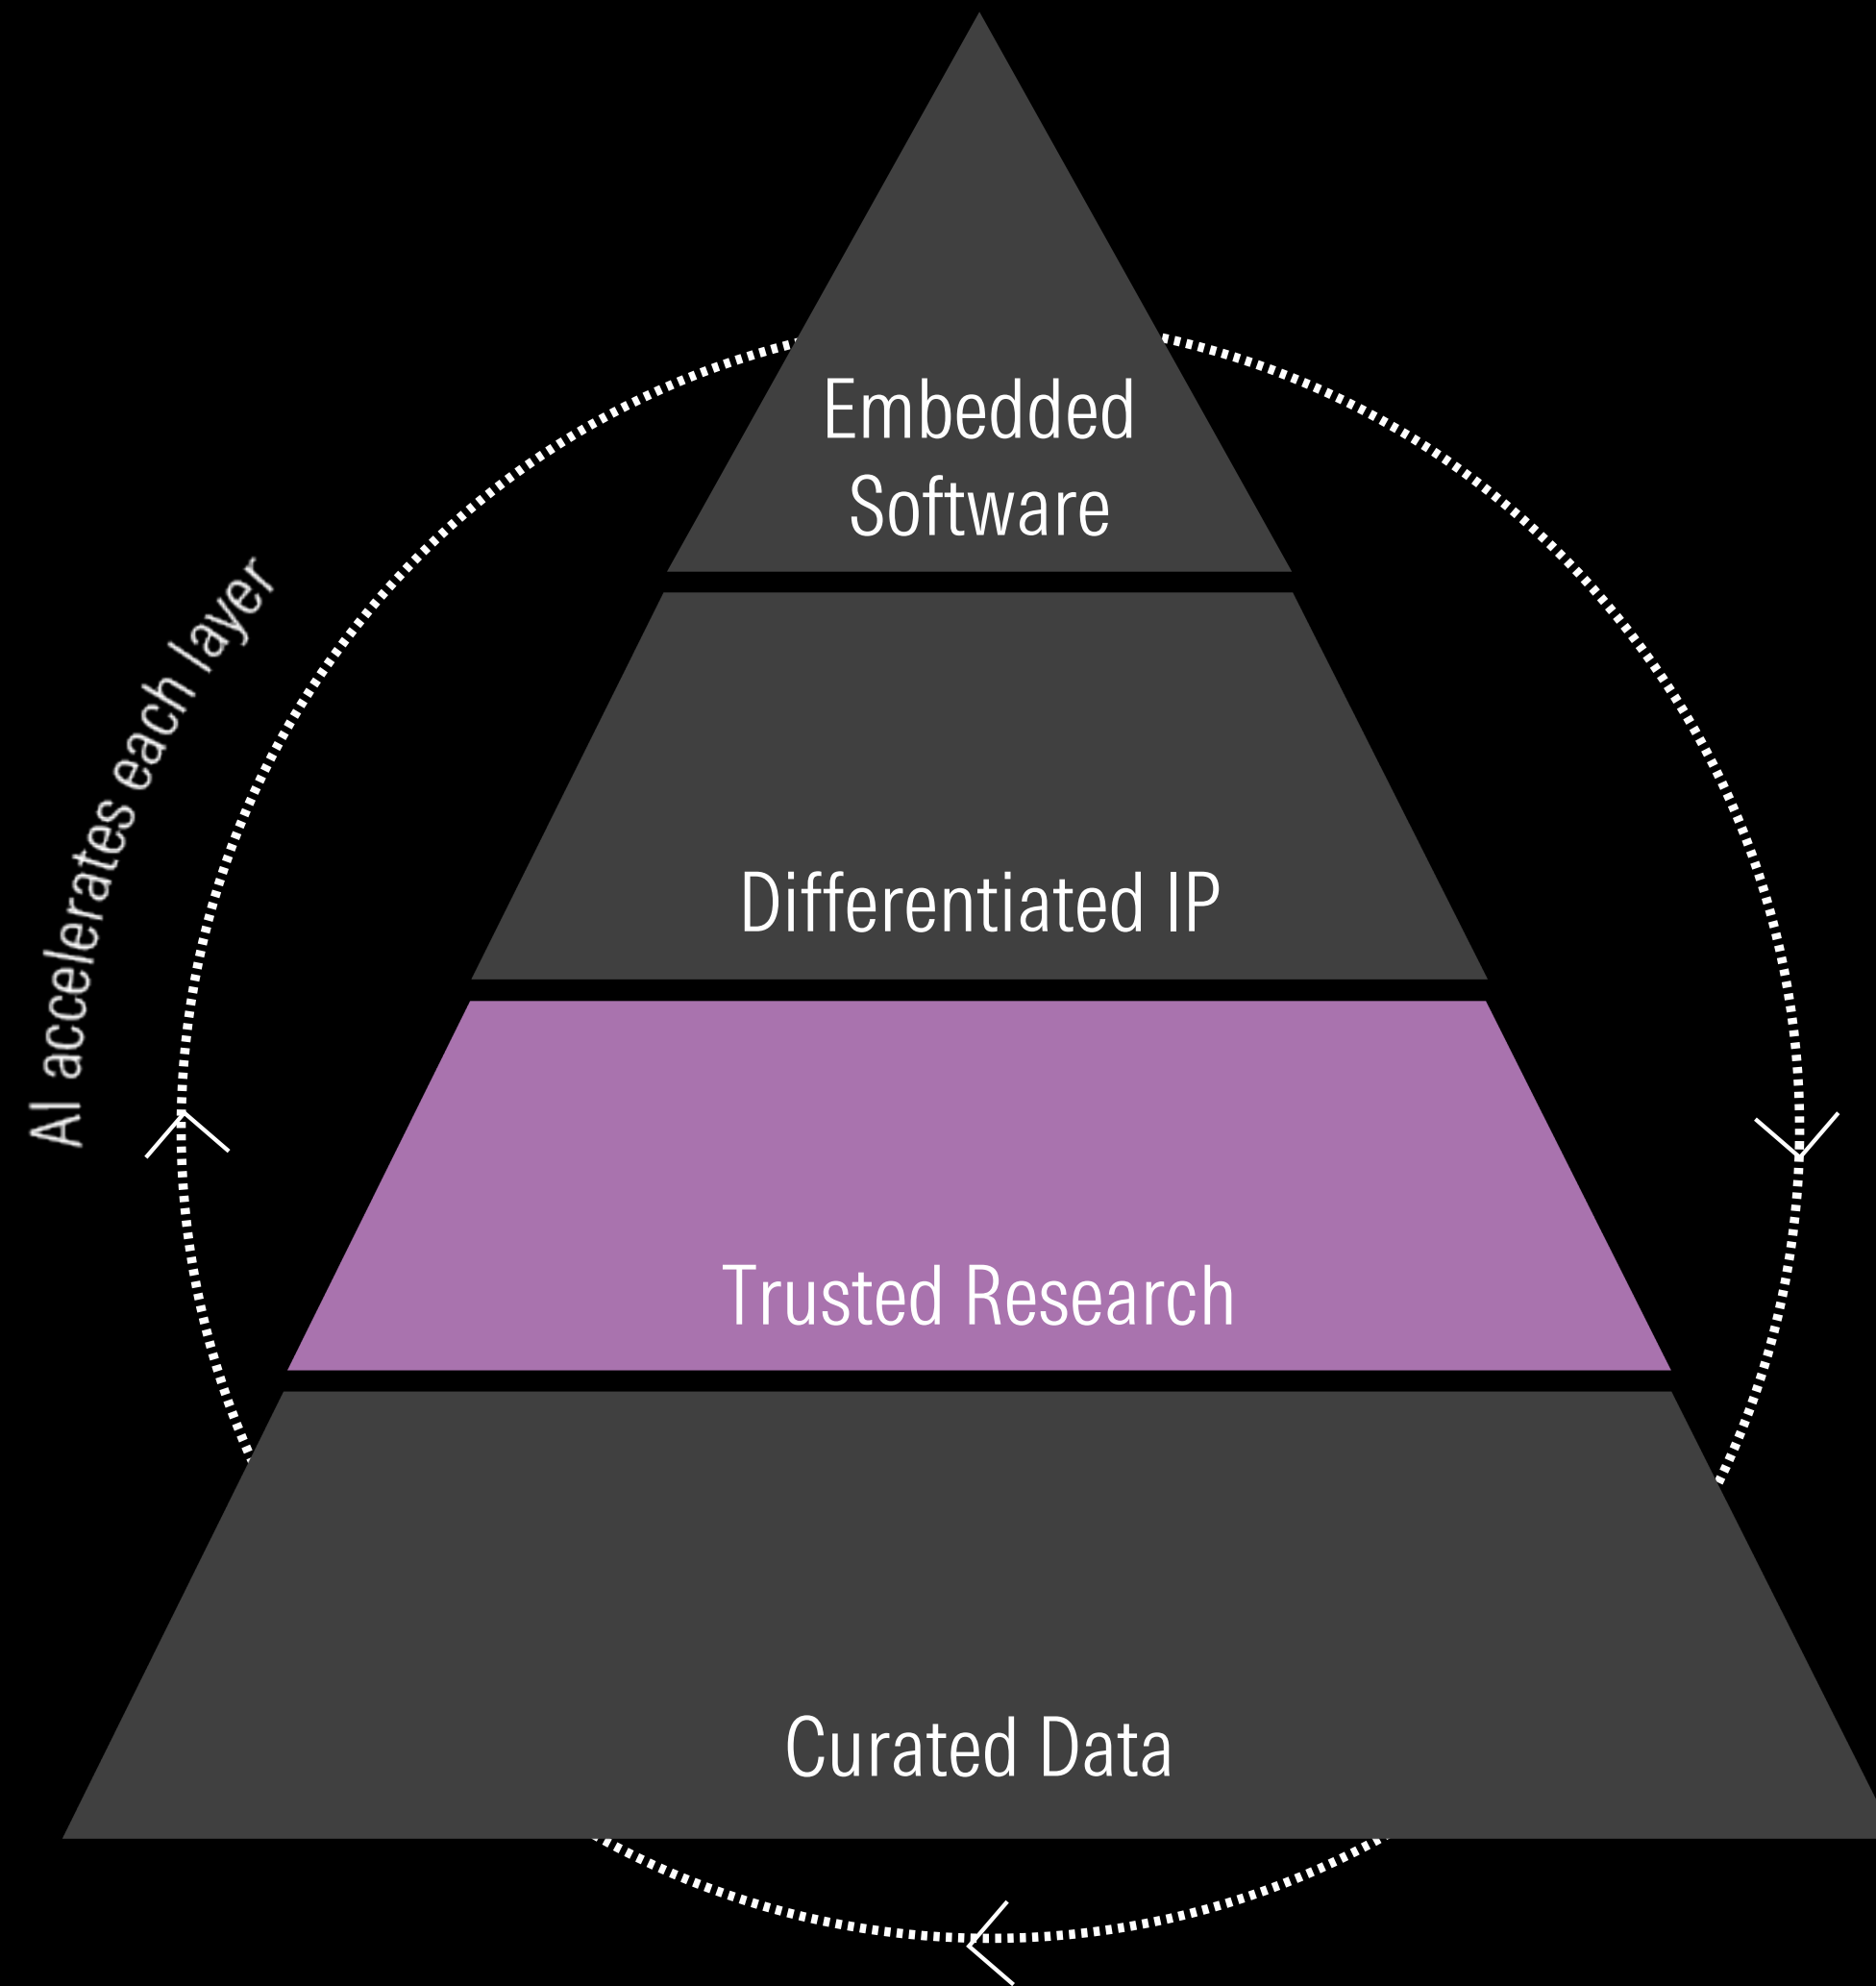 Embedded
Software
AI accelerates each layer
Differentiated IP
Trusted Research
Curated Data